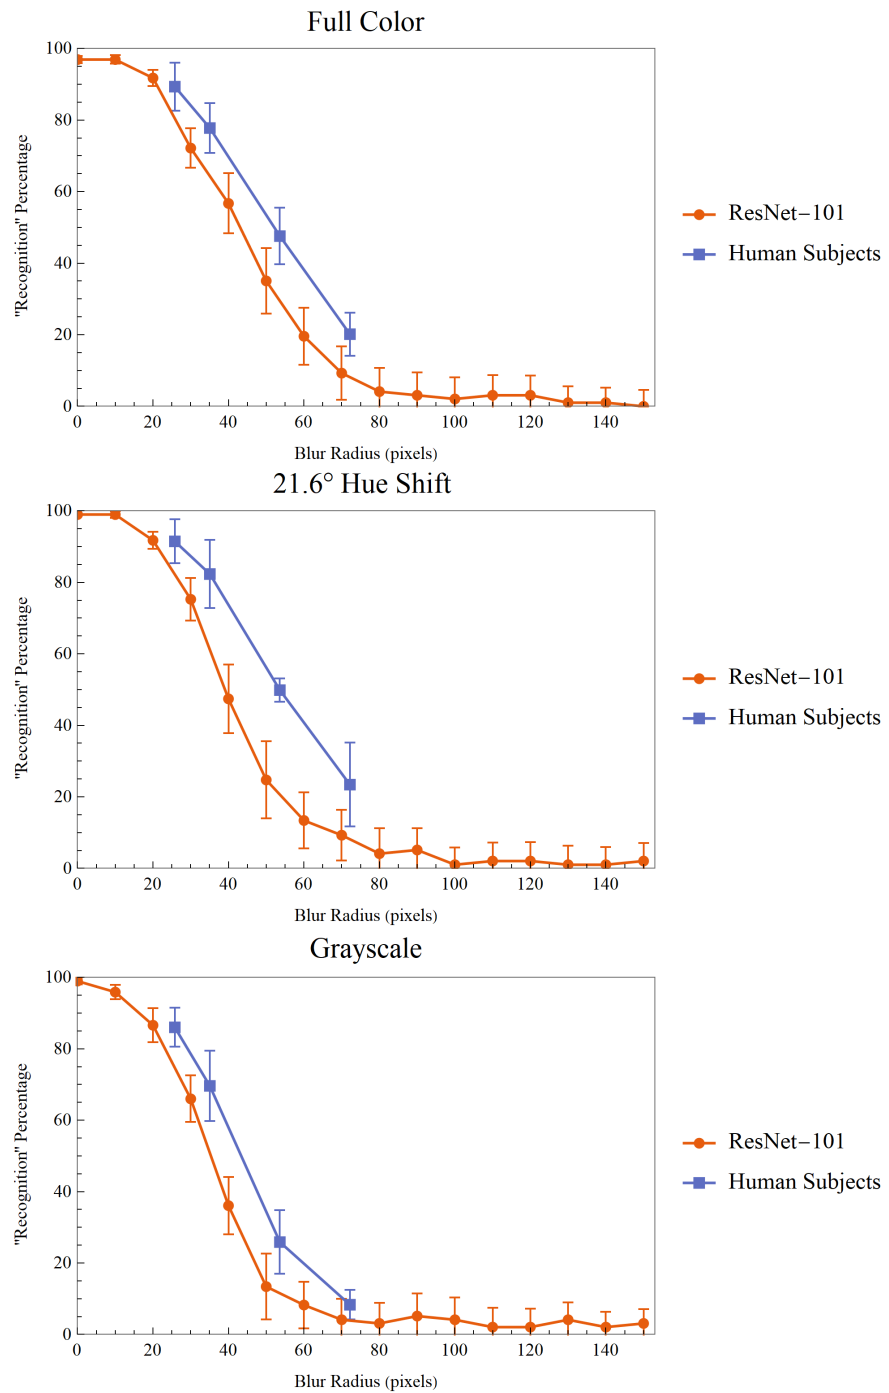 Full Color
100
80
60
40
20
0
0 20 40 60 80 100 120 140
"Recognition" Percentage
Blur Radius (pixels)
ResNet−101
Human Subjects
21.6° Hue Shift
100
80
60
40
20
0
0 20 40 60 80 100 120 140
"Recognition" Percentage
Blur Radius (pixels)
ResNet−101
Human Subjects
Grayscale
100
80
60
40
20
0
0 20 40 60 80 100 120 140
"Recognition" Percentage
Blur Radius (pixels)
ResNet−101
Human Subjects